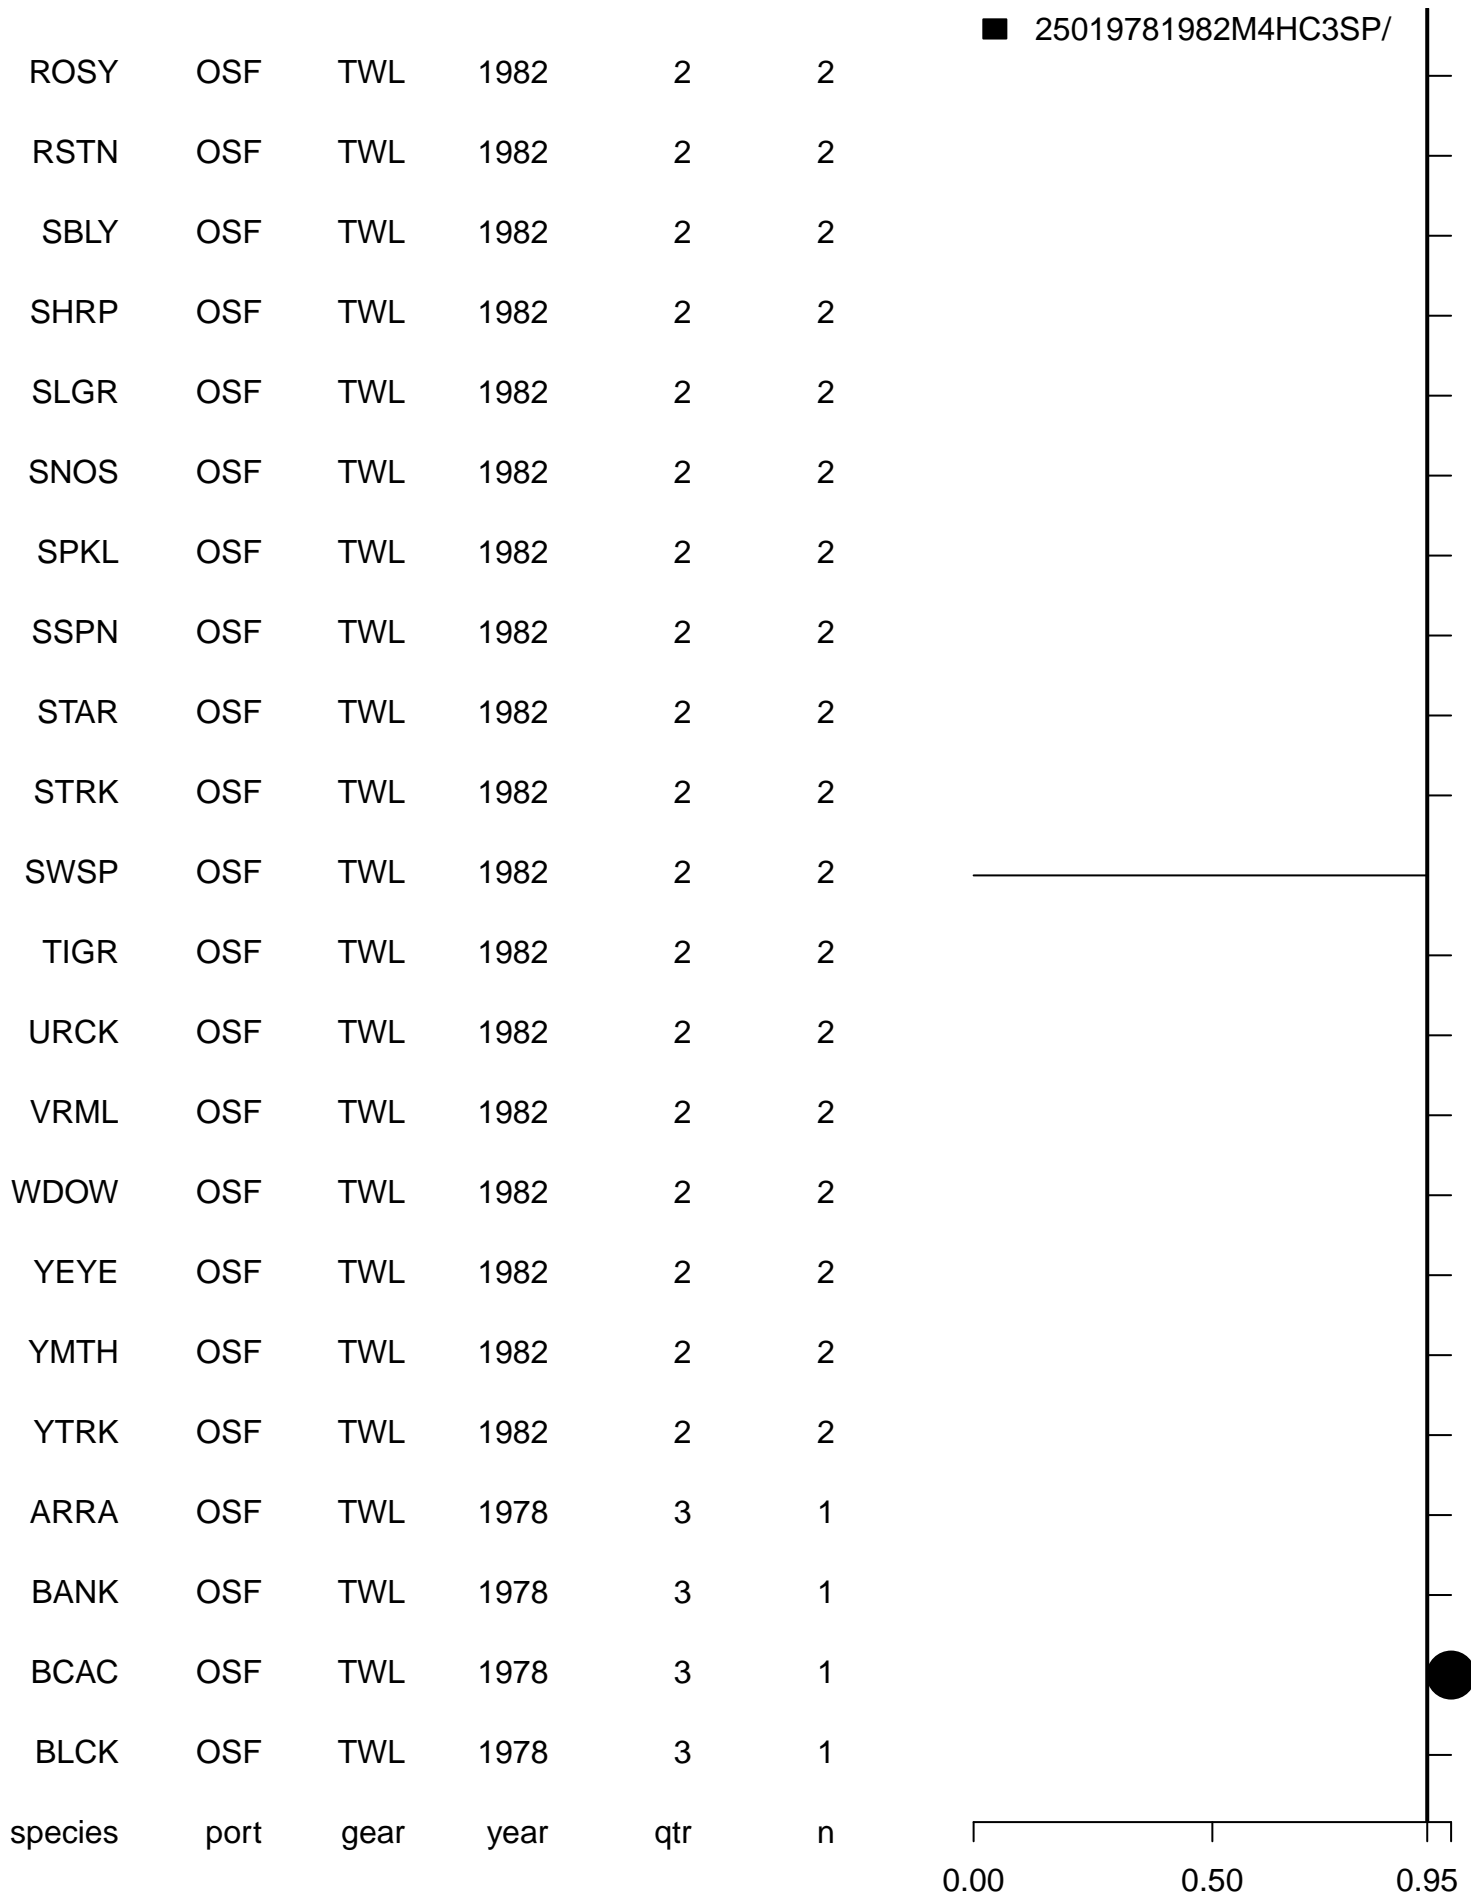 25019781982M4HC3SP/
ROSY OSF TWL 1982 2 2
RSTN OSF TWL 1982 2 2
SBLY OSF TWL 1982 2 2
SHRP OSF TWL 1982 2 2
SLGR OSF TWL 1982 2 2
SNOS OSF TWL 1982 2 2
SPKL OSF TWL 1982 2 2
SSPN OSF TWL 1982 2 2
STAR OSF TWL 1982 2 2
STRK OSF TWL 1982 2 2
SWSP OSF TWL 1982 2 2
TIGR OSF TWL 1982 2 2
URCK OSF TWL 1982 2 2
VRML OSF TWL 1982 2 2
WDOW OSF TWL 1982 2 2
YEYE OSF TWL 1982 2 2
YMTH OSF TWL 1982 2 2
YTRK OSF TWL 1982 2 2
ARRA OSF TWL 1978 3 1
BANK OSF TWL 1978 3 1
BCAC OSF TWL 1978 3 1
BLCK OSF TWL 1978 3 1
species port gear year qtr n
0.00 0.50 0.95